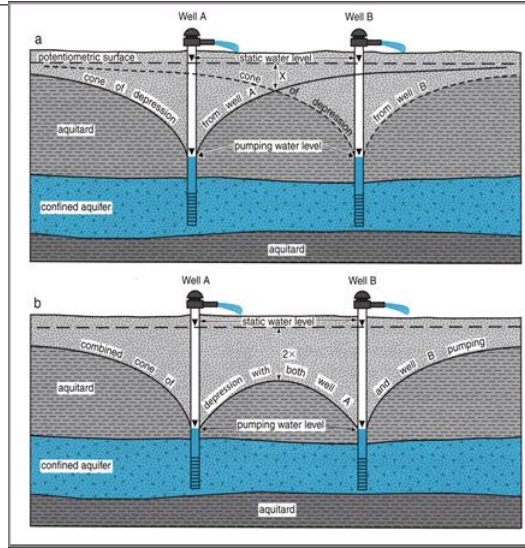 Well A
Well B
a
potentiometric surface
static water level
cone of depression
from well A
X
cone of depression
from well B
aquitard
pumping water level
confined aquifer
aquitard
Well A
Well B
b
static water level
combined cone of
depression with both well A
and well B pumping
2×
aquitard
pumping water level
confined aquifer
aquitard